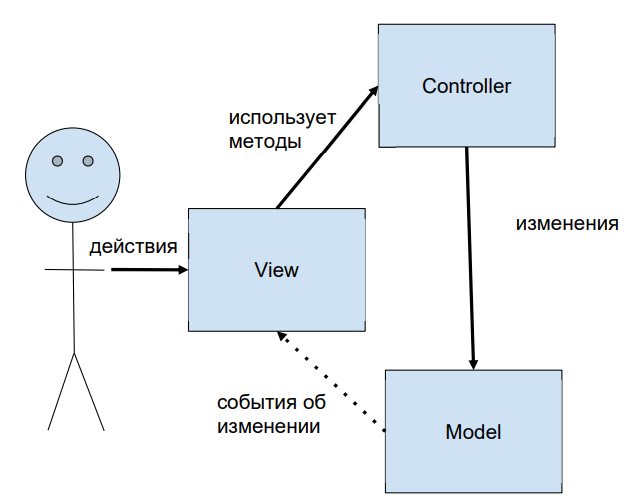 Controller
использует
методы
изменения
действия
View
события об
изменении
Model